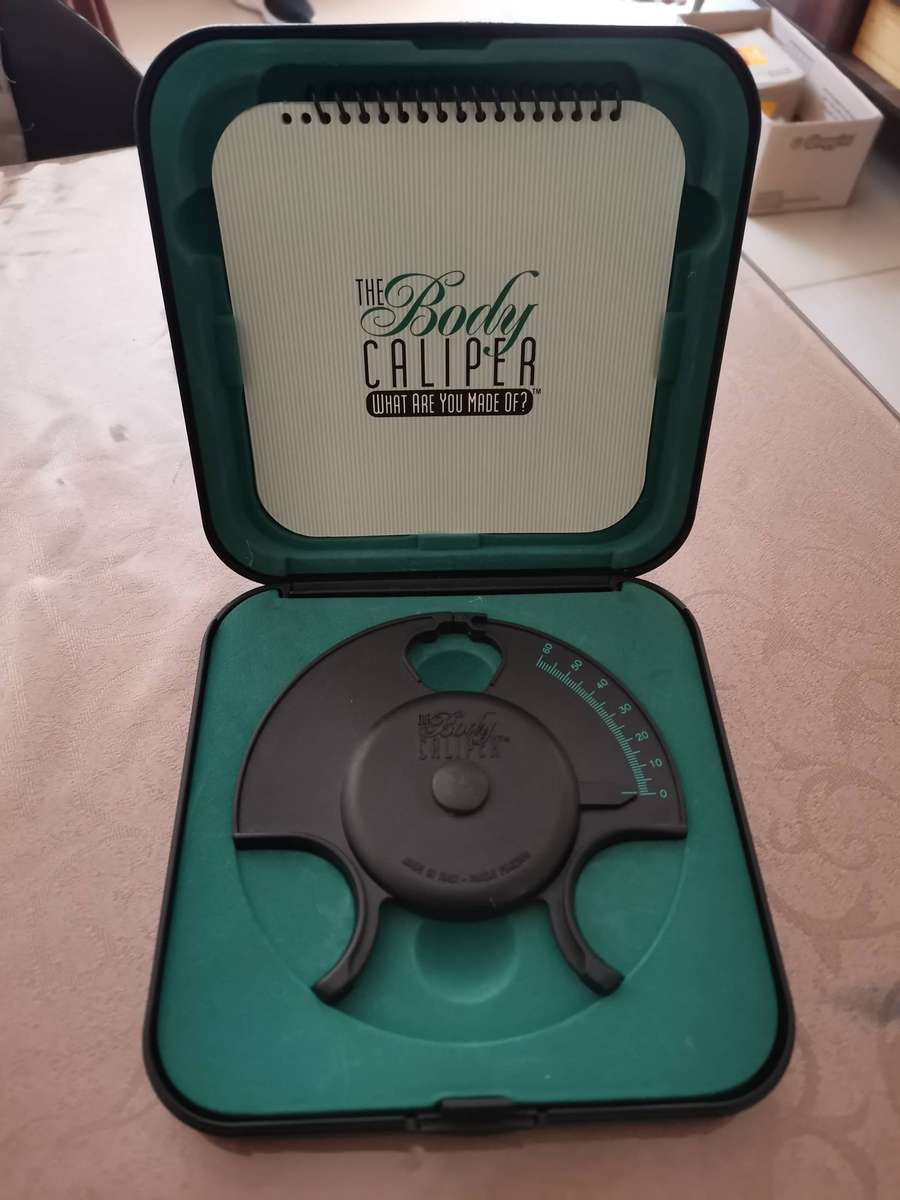 THE Body
CALIPER
WHAT ARE YOU MADE OF?™
60
50
40
30
20
10
0
THE
Body
CALIPER™